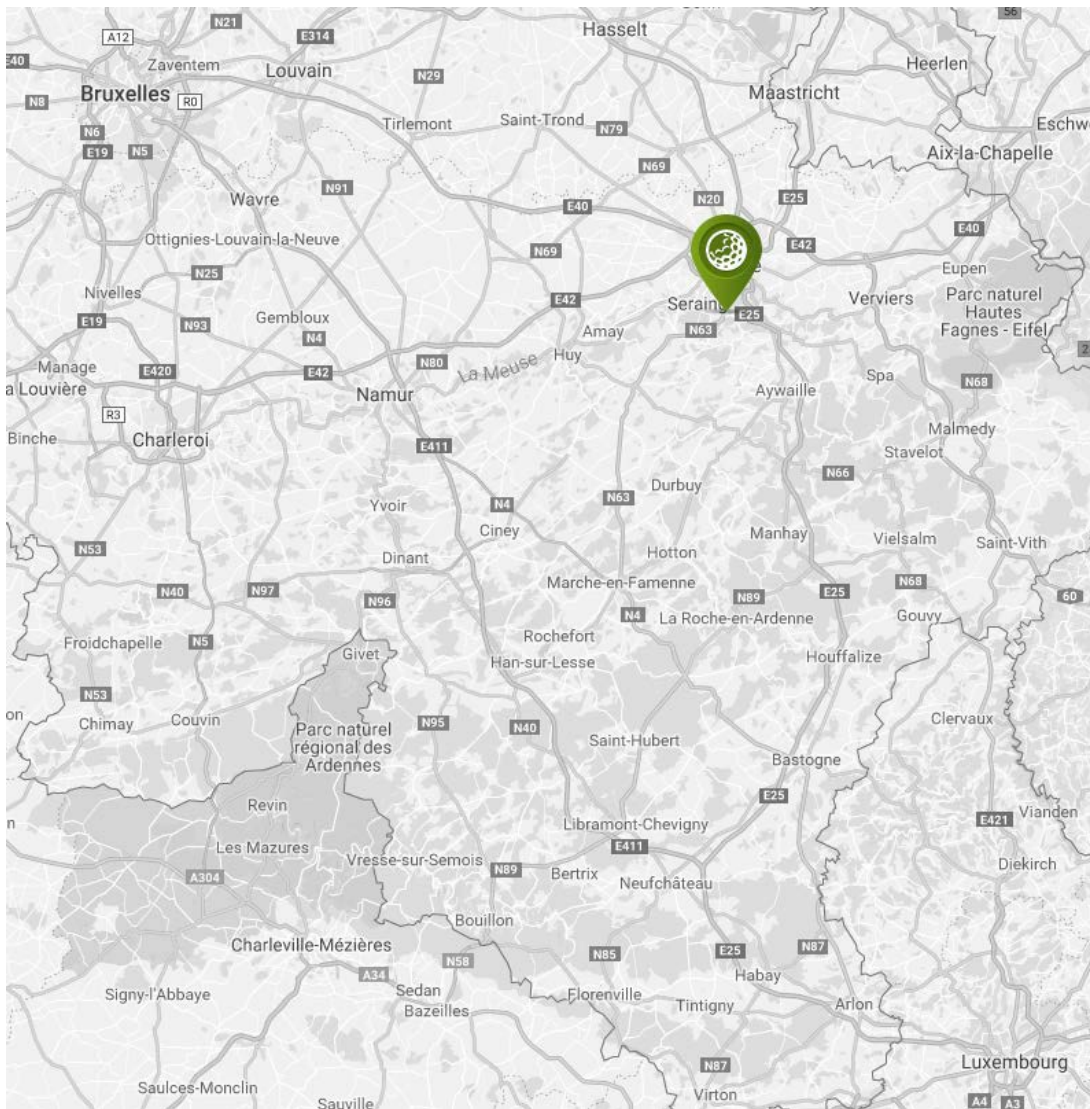 N21
A12
E314
56
E40
Zaventem
Hasselt
Louvain
Heerlen
N29
Bruxelles
R0
N8
Maastricht
Tirlemont
Saint-Trond
N79
Eschw
N6
E19
N5
Aix-la-Chapelle
N69
N91
Wavre
N20
E25
E40
E40
Ottignies-Louvain-la-Neuve
N69
E42
Eupen
N25
Nivelles
E42
Seraing
Verviers
Parc naturel
Hautes
Fagnes - Eifel
Gembloux
E25
E19
N93
N4
N63
Amay
Huy
N80
La Meuse
Manage
E420
E42
a Louvière
Namur
Spa
N68
Aywaille
R3
Malmedy
Binche
Charleroi
E411
Stavelot
N66
Durbuy
N63
Yvoir
N4
Ciney
Manhay
Vielsalm
Saint-Vith
N53
Dinant
Hotton
Marche-en-Famenne
N68
N40
N97
N96
N89
E25
60
N4
La Roche-en-Ardenne
Gouvy
Froidchapelle
N5
Rochefort
Givet
Han-sur-Lesse
Houffalize
N53
on
Chimay
Couvin
Parc naturel
régional des
Ardennes
N95
N40
Clervaux
Saint-Hubert
Bastogne
Revin
E25
n
Vianden
E421
Libramont-Chevigny
Les Mazures
E411
Vresse-sur-Semois
N89
Bertrix
Diekirch
A304
Neufchâteau
Bouillon
Charleville-Mézières
N85
E25
N87
N58
A34
Habay
Signy-l'Abbaye
Sedan
Florenville
Tintigny
Arlon
Bazeilles
Luxembourg
N87
Saulces-Monclin
Virton
Sauville
A4
A3